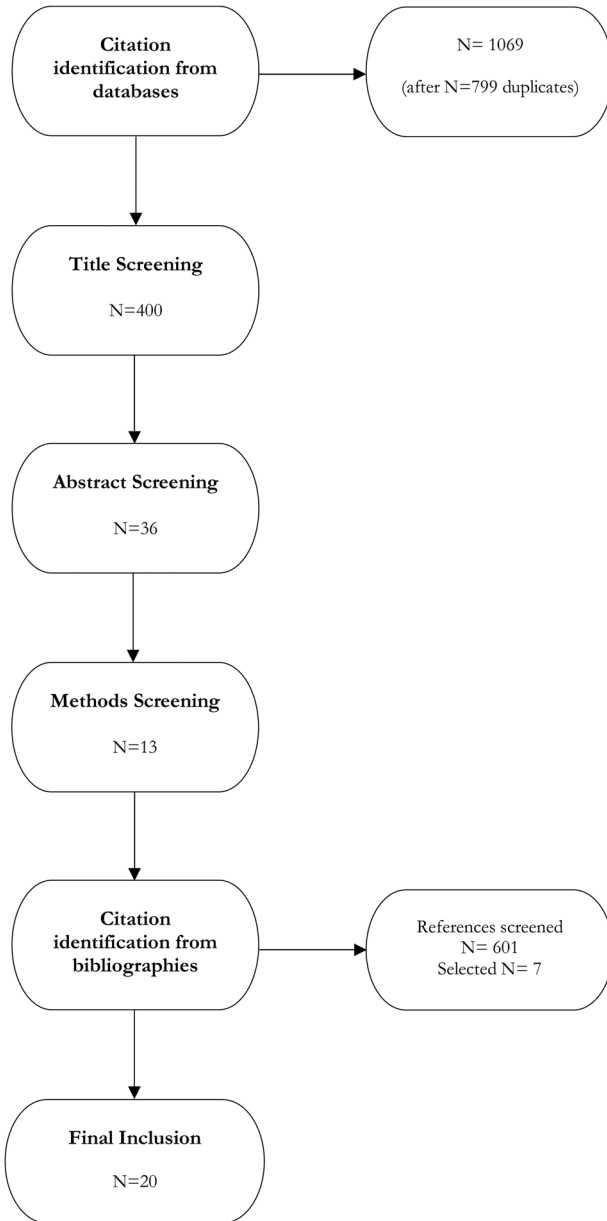 Citation
identification from
databases
N= 1069
(after N=799 duplicates)
Title Screening
N=400
Abstract Screening
N=36
Methods Screening
N=13
Citation
identification from
bibliographies
References screened
N= 601
Selected N= 7
Final Inclusion
N=20